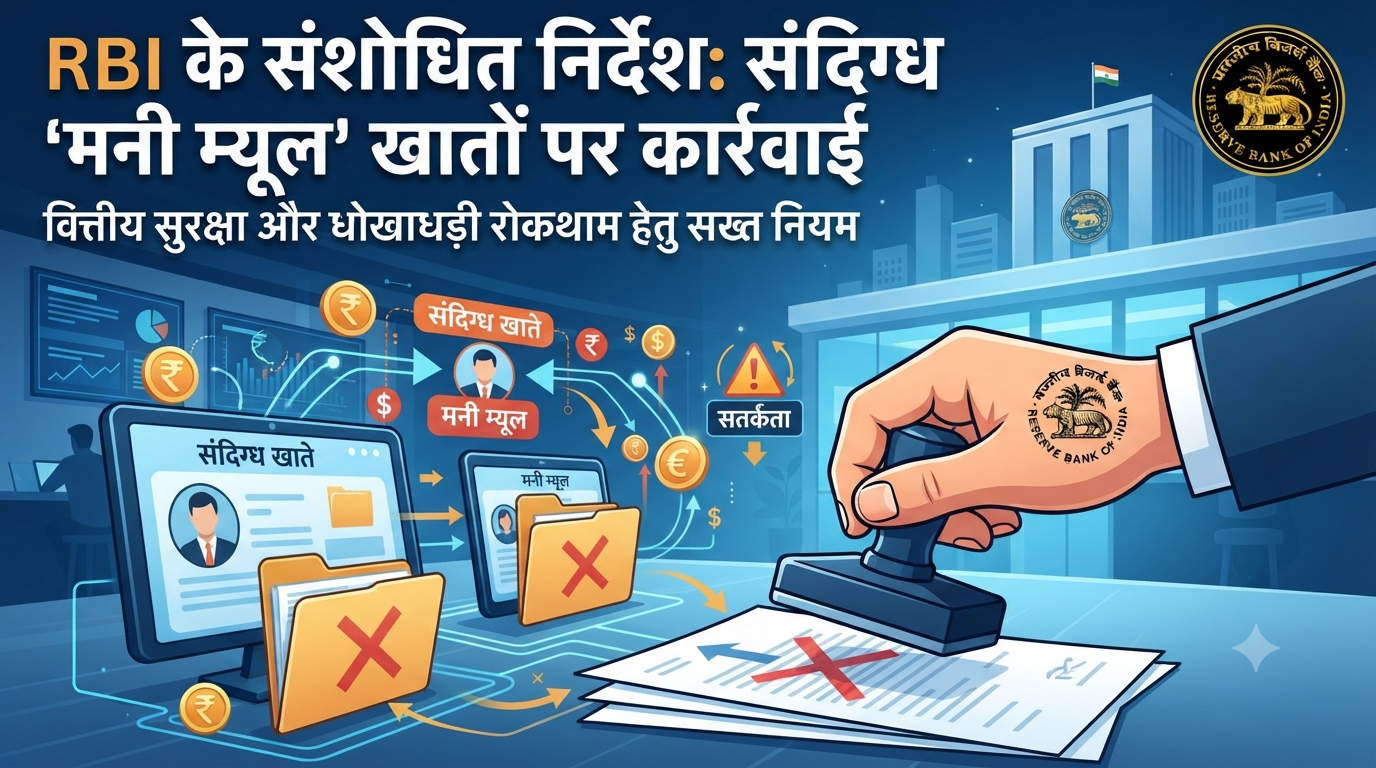 RBI के संशोधित निर्देश: संदिग्ध
‘मनी म्यूल’ खातों पर कार्रवाई
वित्तीय सुरक्षा और धोखाधड़ी रोकथाम हेतु सख्त नियम
RESERVE BANK OF INDIA
संदिग्ध खाते
मनी म्यूल
सतर्कता
संदिग्ध खाते
मनी म्यूल
RESERVE BANK OF INDIA